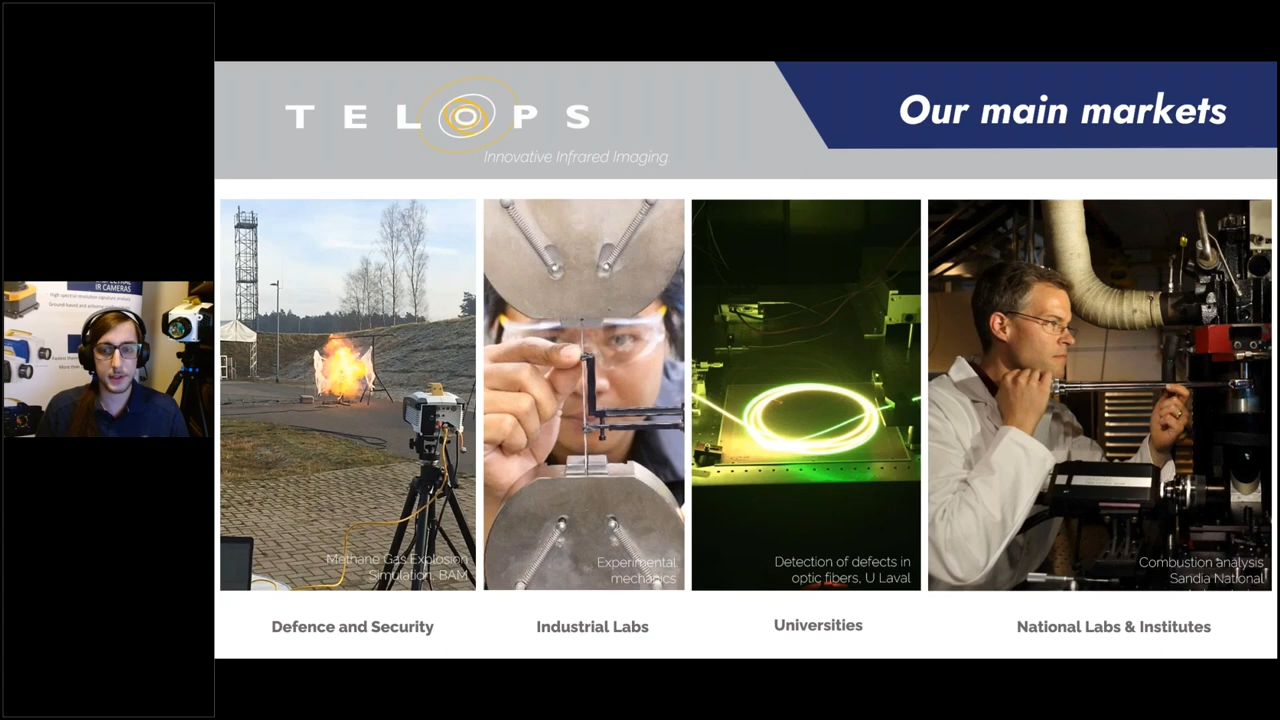 TELOPS
Innovative Infrared Imaging
Our main markets
IR CAMERAS
Methane Gas Explosion
Simulation, BAM
Experimental
mechanics
Detection of defects in
optic fibers, U Laval
Combustion analysis
Sandia National
Defence and Security
Industrial Labs
Universities
National Labs & Institutes